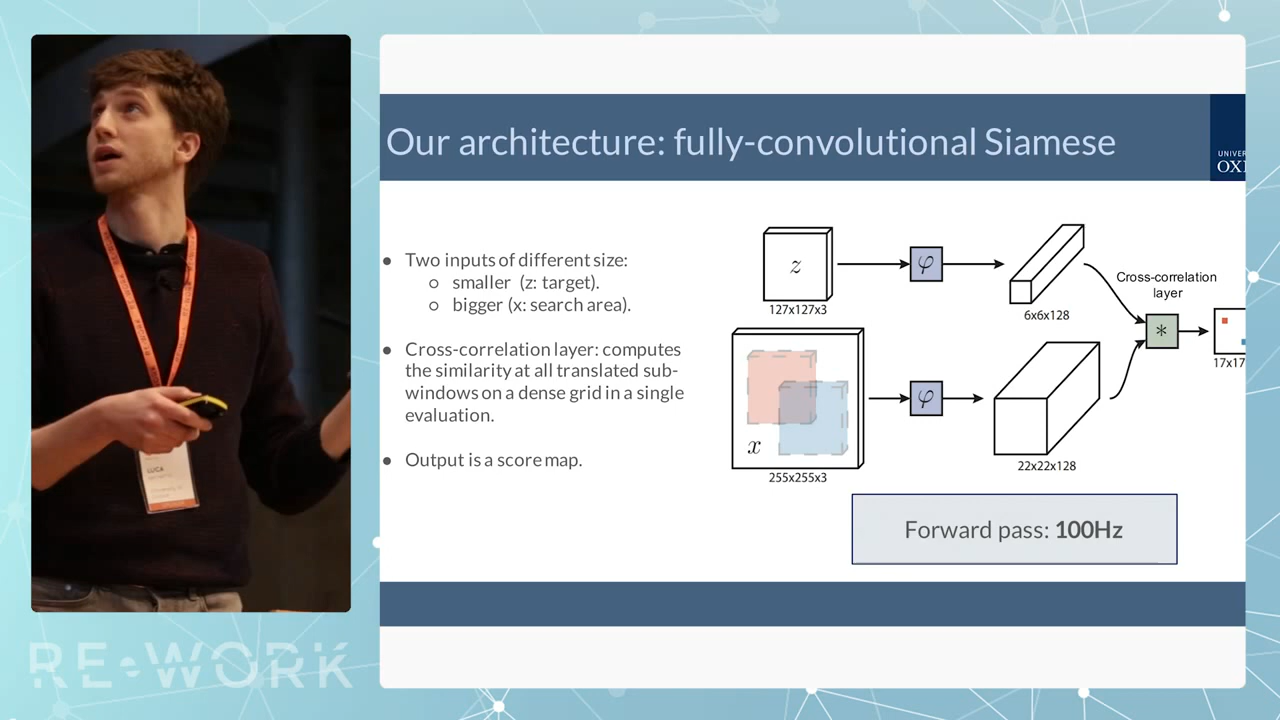 Our architecture: fully-convolutional Siamese
UNIVER
OXI
● Two inputs of different size:
○ smaller (z: target).
○ bigger (x: search area).
● Cross-correlation layer: computes
the similarity at all translated sub-
windows on a dense grid in a single
evaluation.
● Output is a score map.
z
127x127x3
φ
6x6x128
Cross-correlation
layer
*
17x17
x
255x255x3
φ
22x22x128
Forward pass: 100Hz
LUCA
RE•WORK